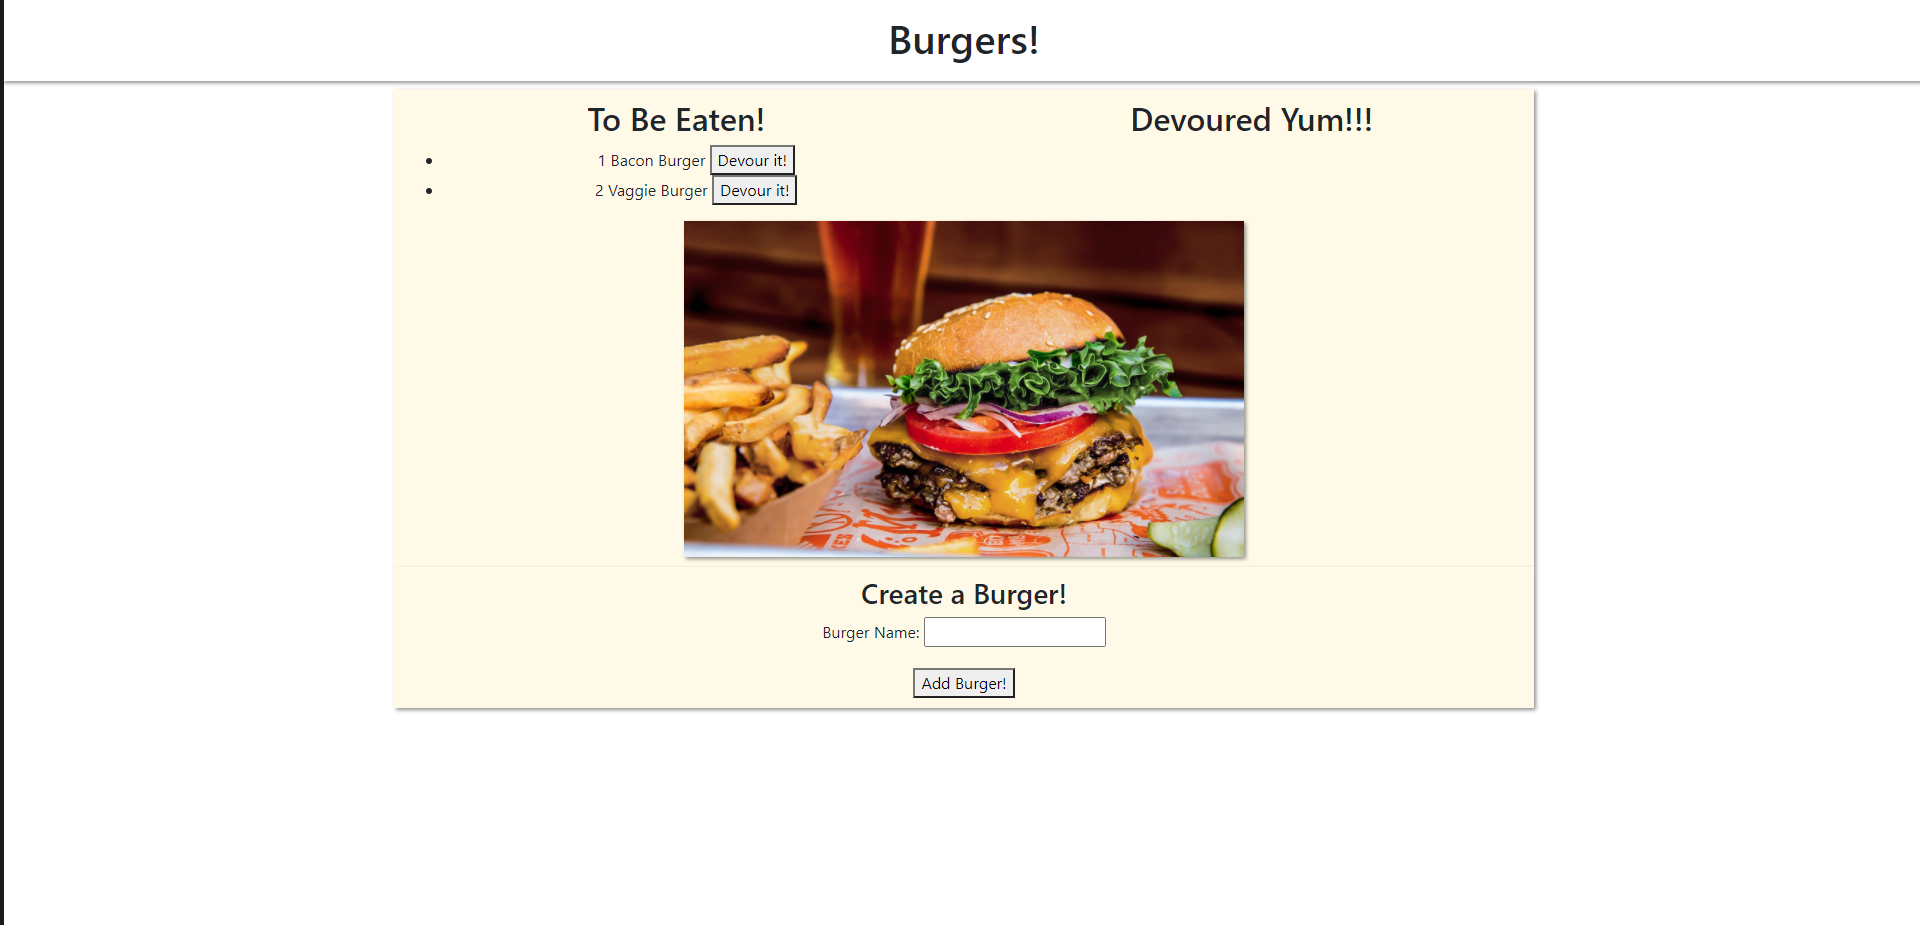 Burgers!
To Be Eaten!
Devoured Yum!!!
1 Bacon Burger Devour it!
2 Vaggie Burger Devour it!
Create a Burger!
Burger Name:
Add Burger!